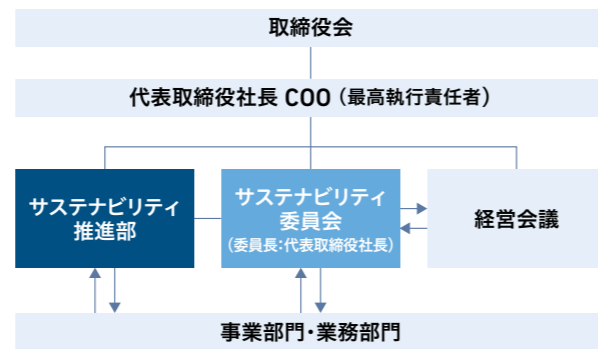 取締役会
代表取締役社長 COO（最高執行責任者）
サステナビリティ
推進部
サステナビリティ
委員会
（委員長：代表取締役社長）
経営会議
事業部門・業務部門